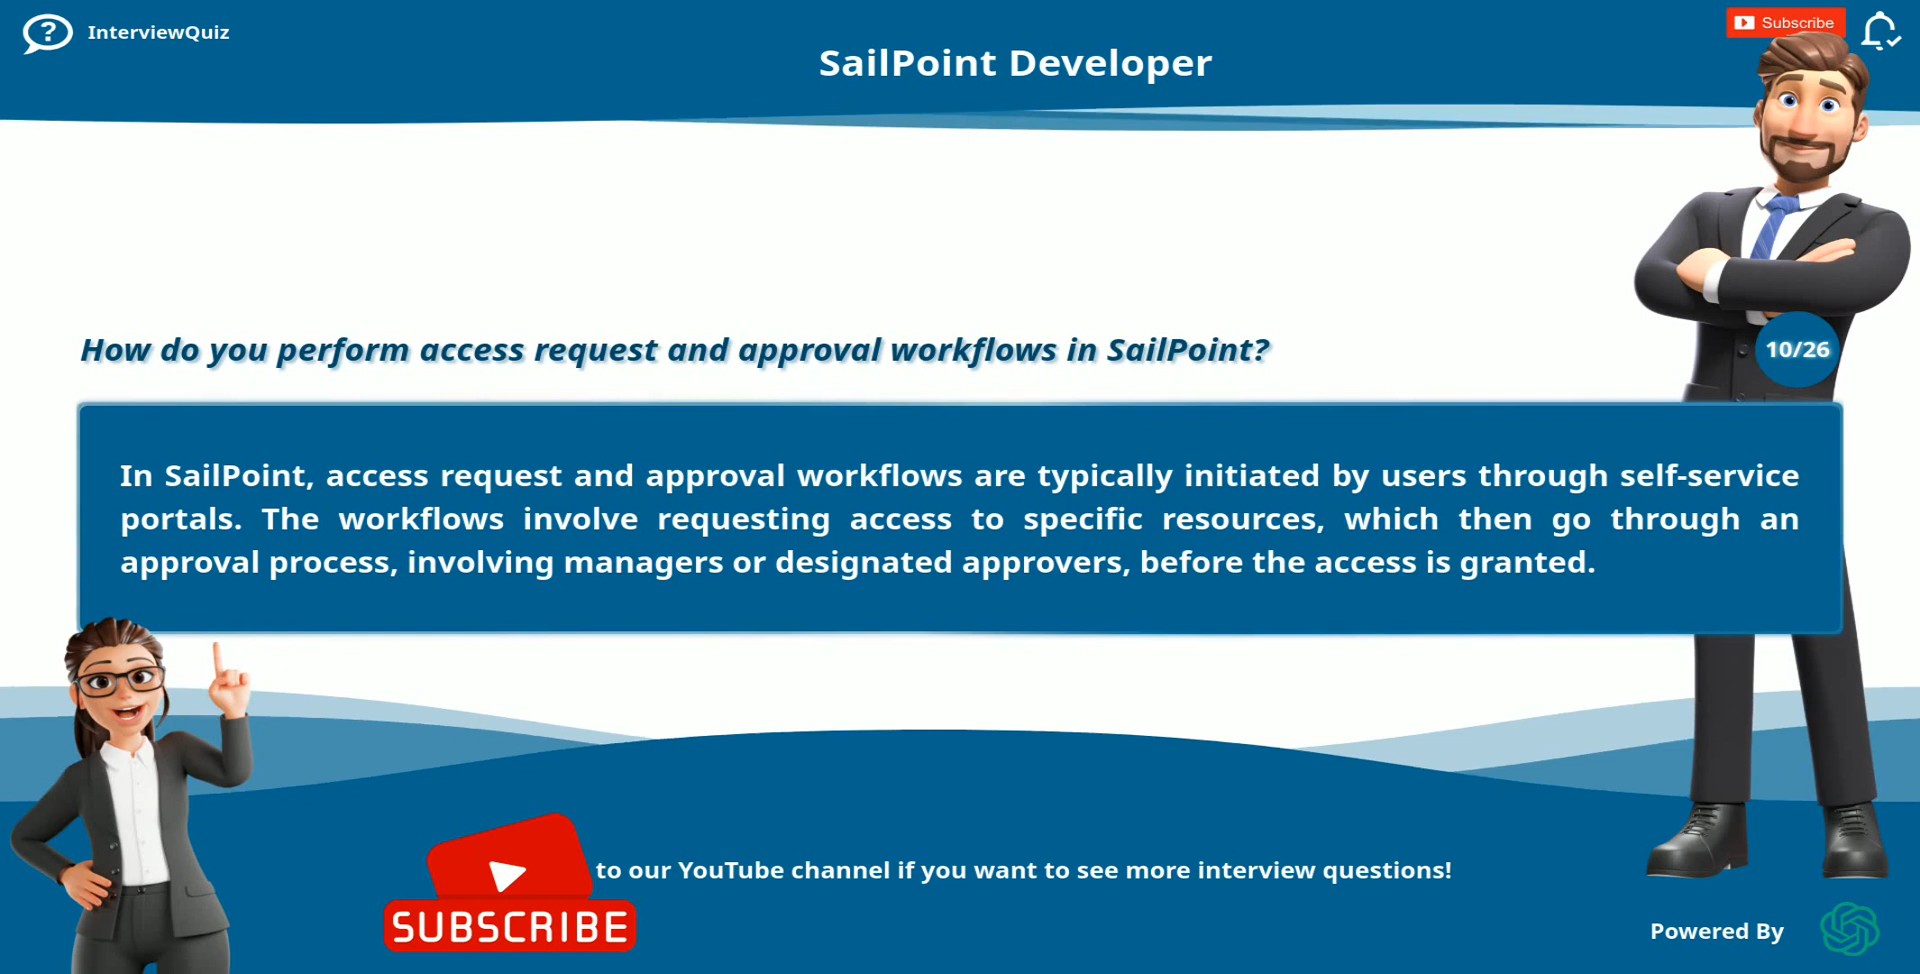 InterviewQuiz
Subscribe
SailPoint Developer
How do you perform access request and approval workflows in SailPoint?
10/26
In SailPoint, access request and approval workflows are typically initiated by users through self-service
portals. The workflows involve requesting access to specific resources, which then go through an
approval process, involving managers or designated approvers, before the access is granted.
to our YouTube channel if you want to see more interview questions!
SUBSCRIBE
Powered By